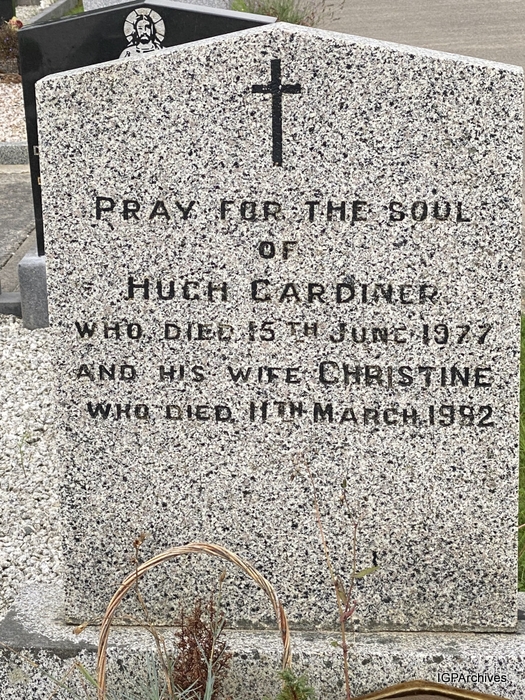 PRAY FOR THE SOUL
OF
HUGH GARDINER
WHO DIED 15TH JUNE 1977
AND HIS WIFE CHRISTINE
WHO DIED 11TH MARCH 1992
IGPArchives